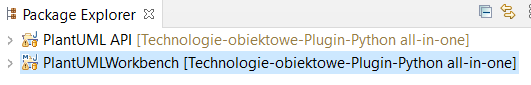 Package Explorer
PlantUML API [Technologie-obiektowe-Plugin-Python all-in-one]
PlantUMLWorkbench [Technologie-obiektowe-Plugin-Python all-in-one]